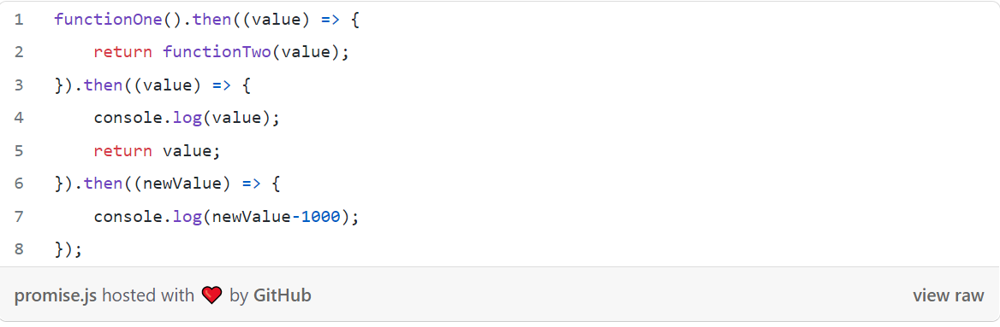 1 functionOne().then((value) => {
2     return functionTwo(value);
3 }).then((value) => {
4     console.log(value);
5     return value;
6 }).then((newValue) => {
7     console.log(newValue-1000);
8 });
promise.js hosted with ❤ by GitHub view raw